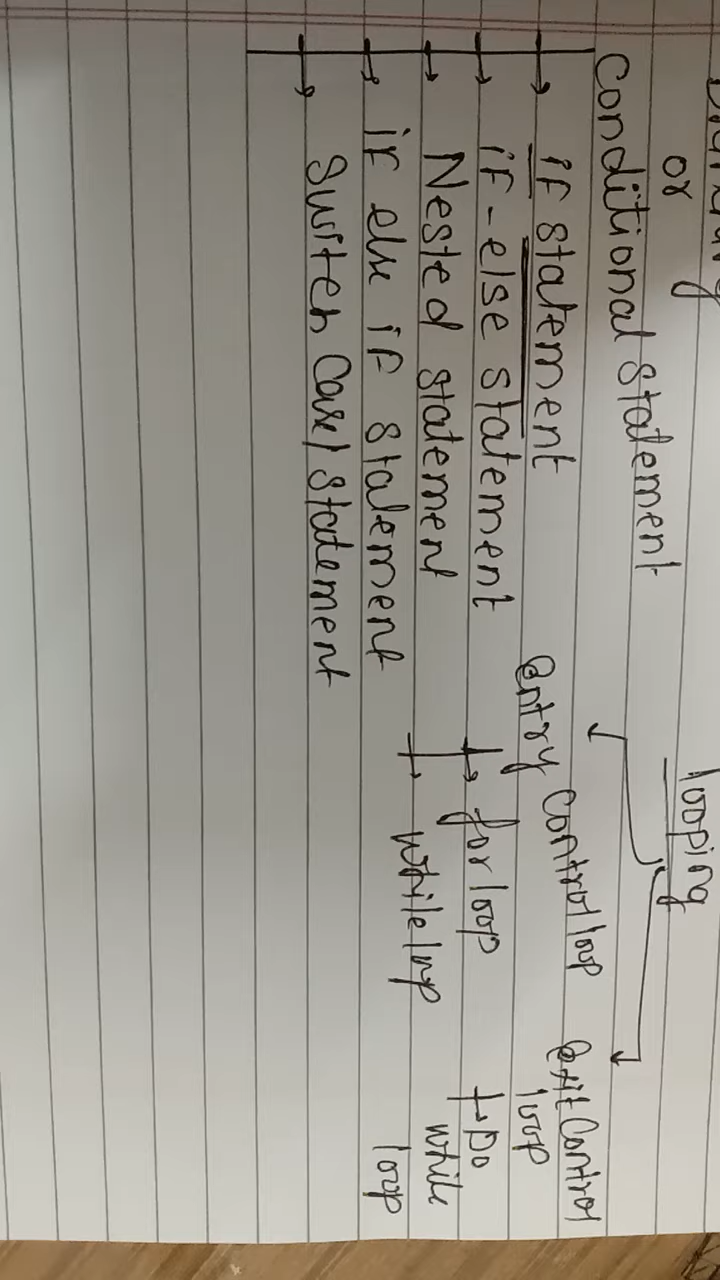 or
Conditional Statement
looping
if statement
if-else statement
Nested statement
if else if statement
Switch Case/ Statement
entry Control loop
for loop
while loop
exit Control
loop
Do
while
loop